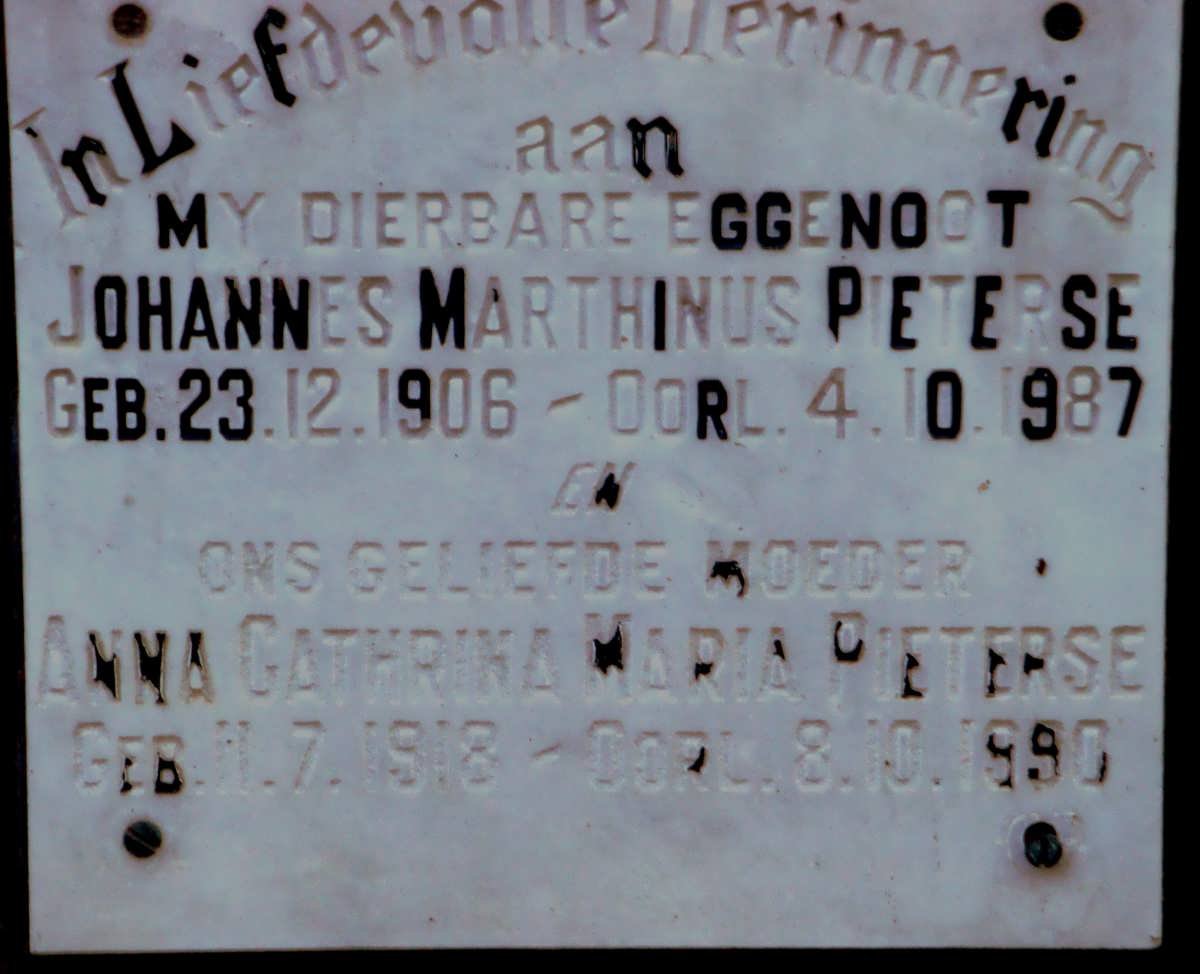 In Liefdevolle Herinnering
aan
MY DIERBARE EGGENOOT
JOHANNES MARTHINUS PIETERSE
GEB. 23.12.1906 - OORL. 4.10.1987
EN
ONS GELIEFDE MOEDER
ANNA CATHRINA MARIA PIETERSE
GEB. 11.7.1918 - OORL. 8.10.1990